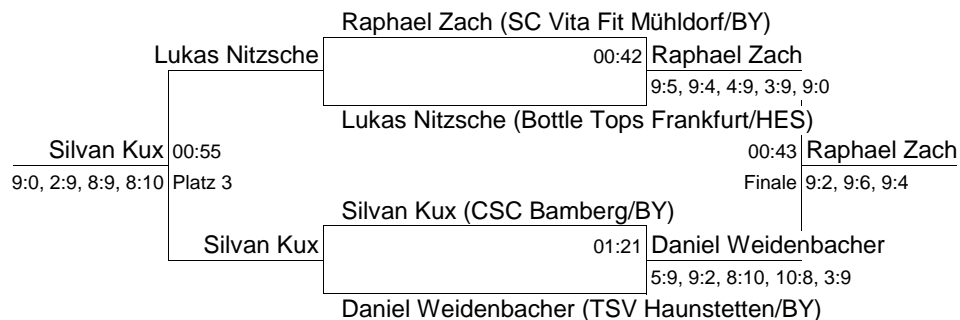 Raphael Zach (SC Vita Fit Mühldorf/BY)
Lukas Nitzsche 00:42 Raphael Zach
9:5, 9:4, 4:9, 3:9, 9:0
Lukas Nitzsche (Bottle Tops Frankfurt/HES)
Silvan Kux 00:55 00:43 Raphael Zach
9:0, 2:9, 8:9, 8:10 Platz 3 Finale 9:2, 9:6, 9:4
Silvan Kux (CSC Bamberg/BY)
Silvan Kux 01:21 Daniel Weidenbacher
5:9, 9:2, 8:10, 10:8, 3:9
Daniel Weidenbacher (TSV Haunstetten/BY)